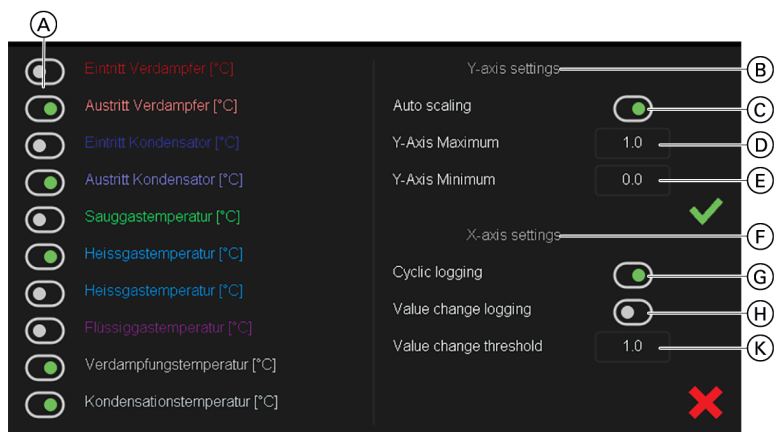 A
Eintritt Verdampfer [°C]
Austritt Verdampfer [°C]
Eintritt Kondensator [°C]
Austritt Kondensator [°C]
Sauggastemperatur [°C]
Heissgastemperatur [°C]
Heissgastemperatur [°C]
Flüssiggastemperatur [°C]
Verdampfungstemperatur [°C]
Kondensationstemperatur [°C]
Y-axis settings B
Auto scaling C
Y-Axis Maximum 1.0 D
Y-Axis Minimum 0.0 E
X-axis settings F
Cyclic logging G
Value change logging H
Value change threshold 1.0 K